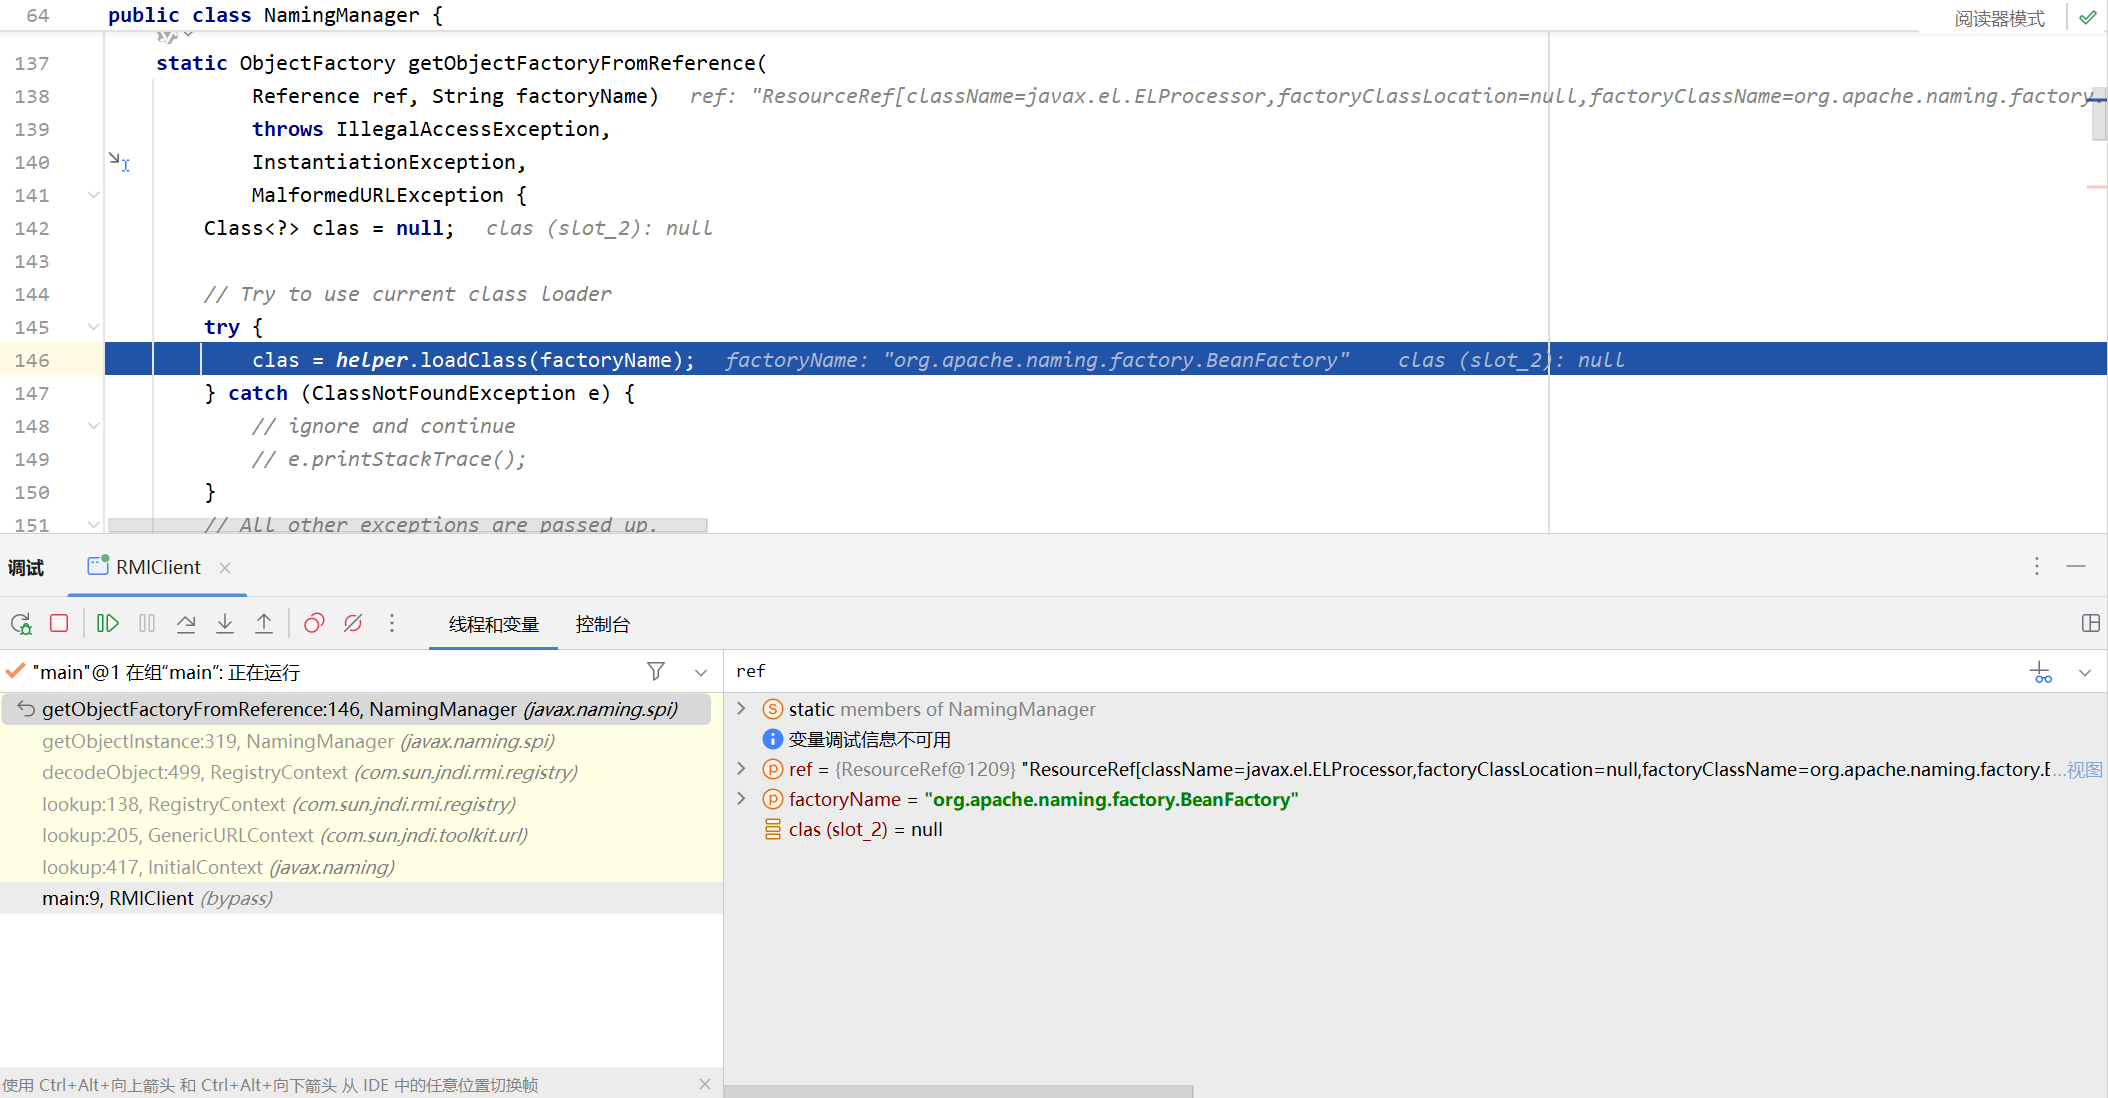 64 public class NamingManager {
阅读器模式
137 static ObjectFactory getObjectFactoryFromReference(
138 Reference ref, String factoryName) ref: "ResourceRef[className=javax.el.ELProcessor,factoryClassLocation=null,factoryClassName=org.apache.naming.factory.
139 throws IllegalAccessException,
140 InstantiationException,
141 MalformedURLException {
142 Class<?> clas = null; clas (slot_2): null
143
144 // Try to use current class loader
145 try {
146 clas = helper.loadClass(factoryName); factoryName: "org.apache.naming.factory.BeanFactory" clas (slot_2): null
147 } catch (ClassNotFoundException e) {
148 // ignore and continue
149 // e.printStackTrace();
150 }
151 // All other exceptions are passed up.
调试 RMIClient
线程和变量 控制台
"main"@1 在组“main”: 正在运行
getObjectFactoryFromReference:146, NamingManager (javax.naming.spi)
getObjectInstance:319, NamingManager (javax.naming.spi)
decodeObject:499, RegistryContext (com.sun.jndi.rmi.registry)
lookup:138, RegistryContext (com.sun.jndi.rmi.registry)
lookup:205, GenericURLContext (com.sun.jndi.toolkit.url)
lookup:417, InitialContext (javax.naming)
main:9, RMIClient (bypass)
使用 Ctrl+Alt+向上箭头 和 Ctrl+Alt+向下箭头 从 IDE 中的任意位置切换帧
ref
static members of NamingManager
变量调试信息不可用
ref = {ResourceRef@1209} "ResourceRef[className=javax.el.ELProcessor,factoryClassLocation=null,factoryClassName=org.apache.naming.factory.E...视图
factoryName = "org.apache.naming.factory.BeanFactory"
clas (slot_2) = null